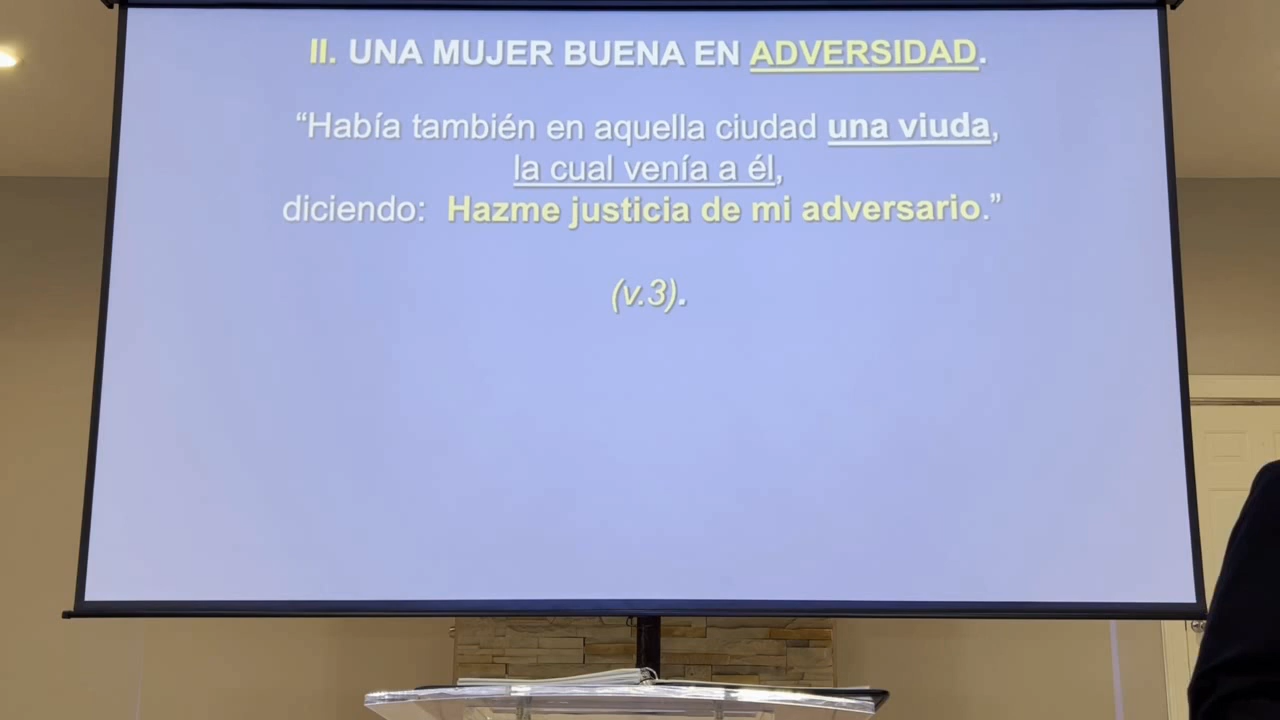 II. UNA MUJER BUENA EN ADVERSIDAD.
“Había también en aquella ciudad una viuda,
la cual venía a él,
diciendo: Hazme justicia de mi adversario.”
(v.3).